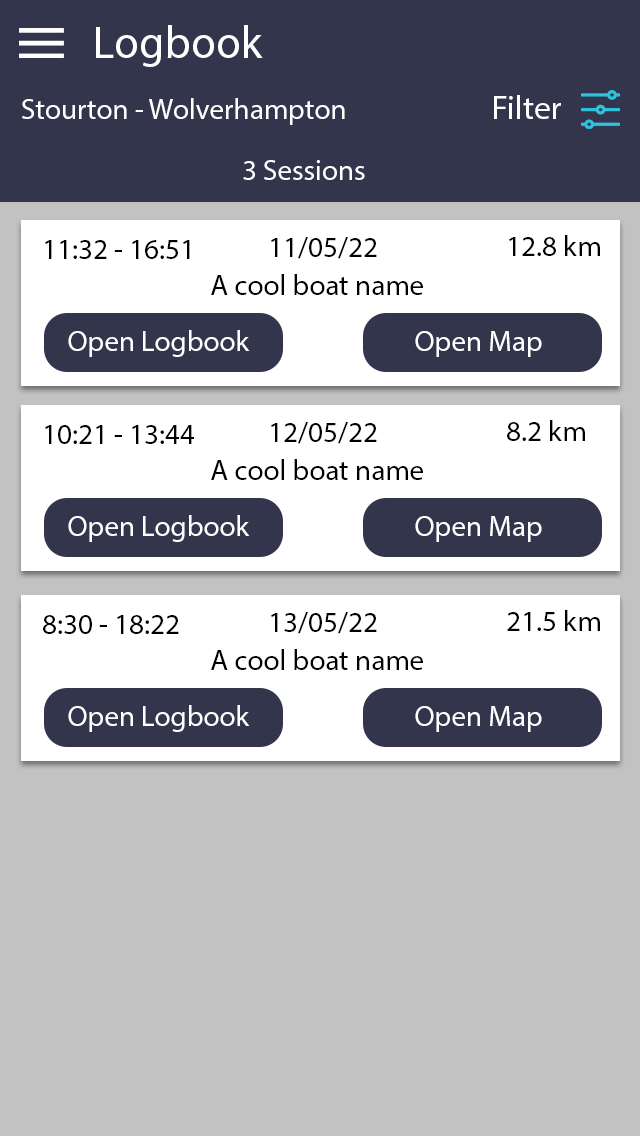 Logbook
Stourton - Wolverhampton Filter
3 Sessions
11:32 - 16:51 11/05/22 12.8 km
A cool boat name
Open Logbook Open Map
10:21 - 13:44 12/05/22 8.2 km
A cool boat name
Open Logbook Open Map
8:30 - 18:22 13/05/22 21.5 km
A cool boat name
Open Logbook Open Map